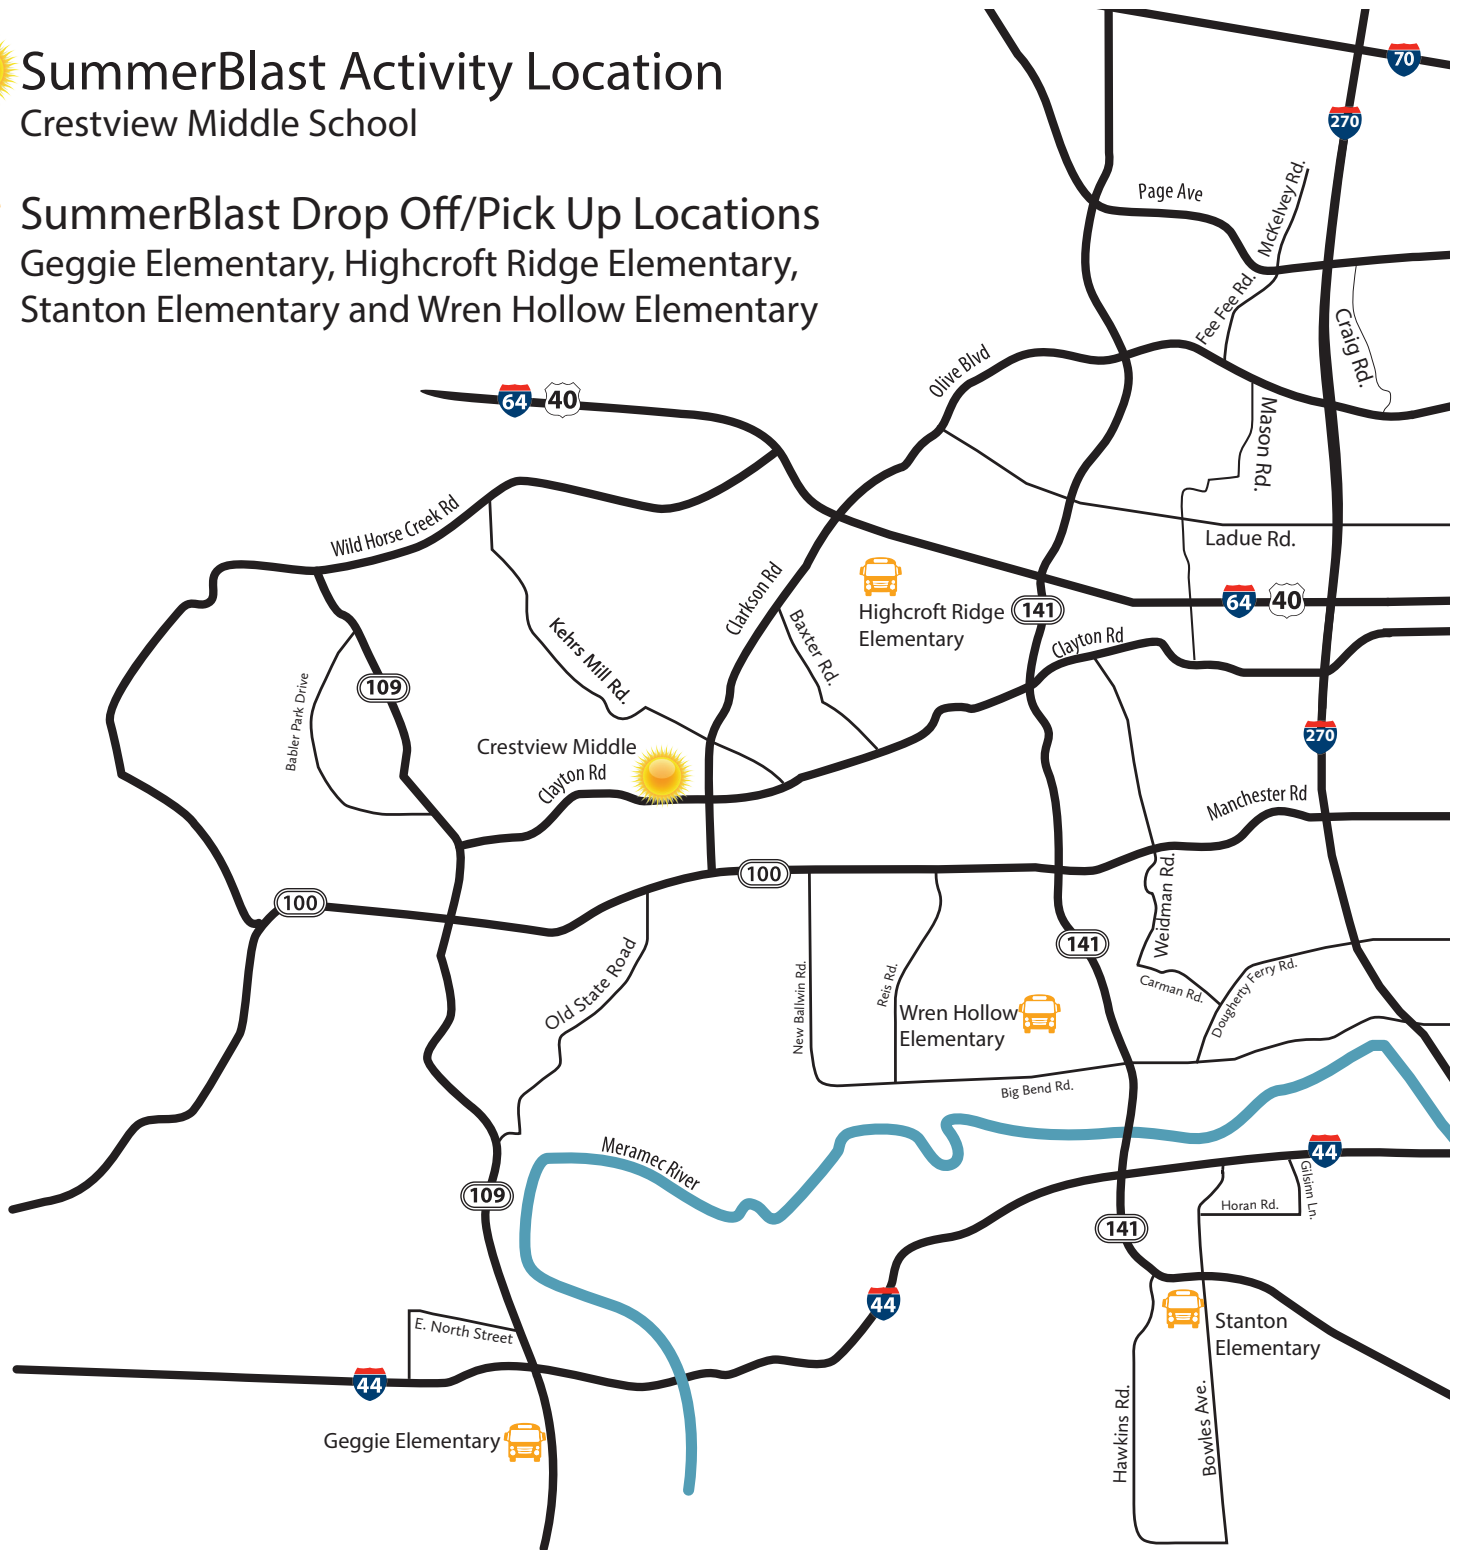 SummerBlast Activity Location
Crestview Middle School
SummerBlast Drop Off/Pick Up Locations
Geggie Elementary, Highcroft Ridge Elementary,
Stanton Elementary and Wren Hollow Elementary
70
270
Page Ave
McKelvey Rd.
Fee Fee Rd.
Craig Rd.
Olive Blvd
64
40
Mason Rd.
Wild Horse Creek Rd
Ladue Rd.
Clarkson Rd
Highcroft Ridge
Elementary
141
64
40
Baxter Rd.
Kehrs Mill Rd.
Clayton Rd
109
Babler Park Drive
270
Crestview Middle
Clayton Rd
Manchester Rd
100
100
Weidman Rd.
141
Old State Road
New Ballwin Rd.
Reis Rd.
Carman Rd.
Dougherty Ferry Rd.
Wren Hollow
Elementary
Big Bend Rd.
Meramec River
44
109
Gilsinn Ln.
Horan Rd.
141
44
Stanton
Elementary
E. North Street
44
Hawkins Rd.
Bowles Ave.
Geggie Elementary